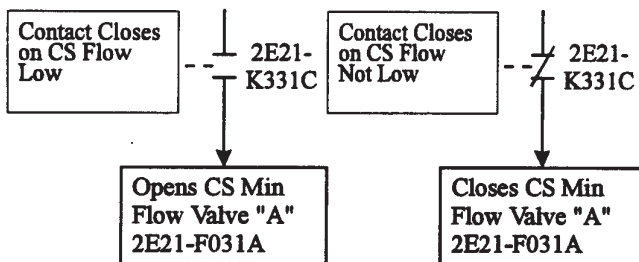 Contact Closes
on CS Flow
Low
2E21-
K331C
Contact Closes
on CS Flow
Not Low
2E21-
K331C
Opens CS Min
Flow Valve "A"
2E21-F031A
Closes CS Min
Flow Valve "A"
2E21-F031A